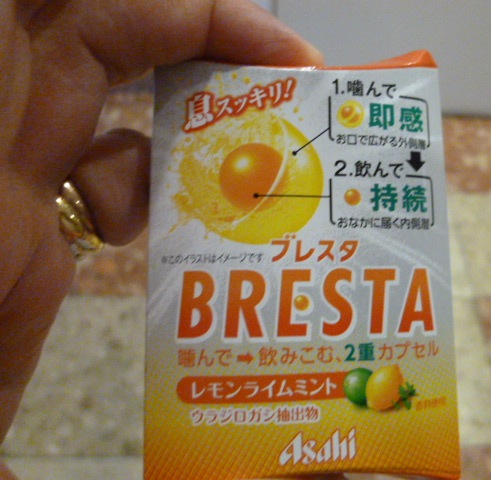 息スッキリ!
1.噛んで
即感
お口で広がる外側層
2.飲んで
持続
おなかに届く内側層
※このイラストはイメージです
ブレスタ
BRESTA
噛んで➡飲みこむ、2重カプセル
レモンライムミント
ウラジロガシ抽出物
香料使用
Asahi